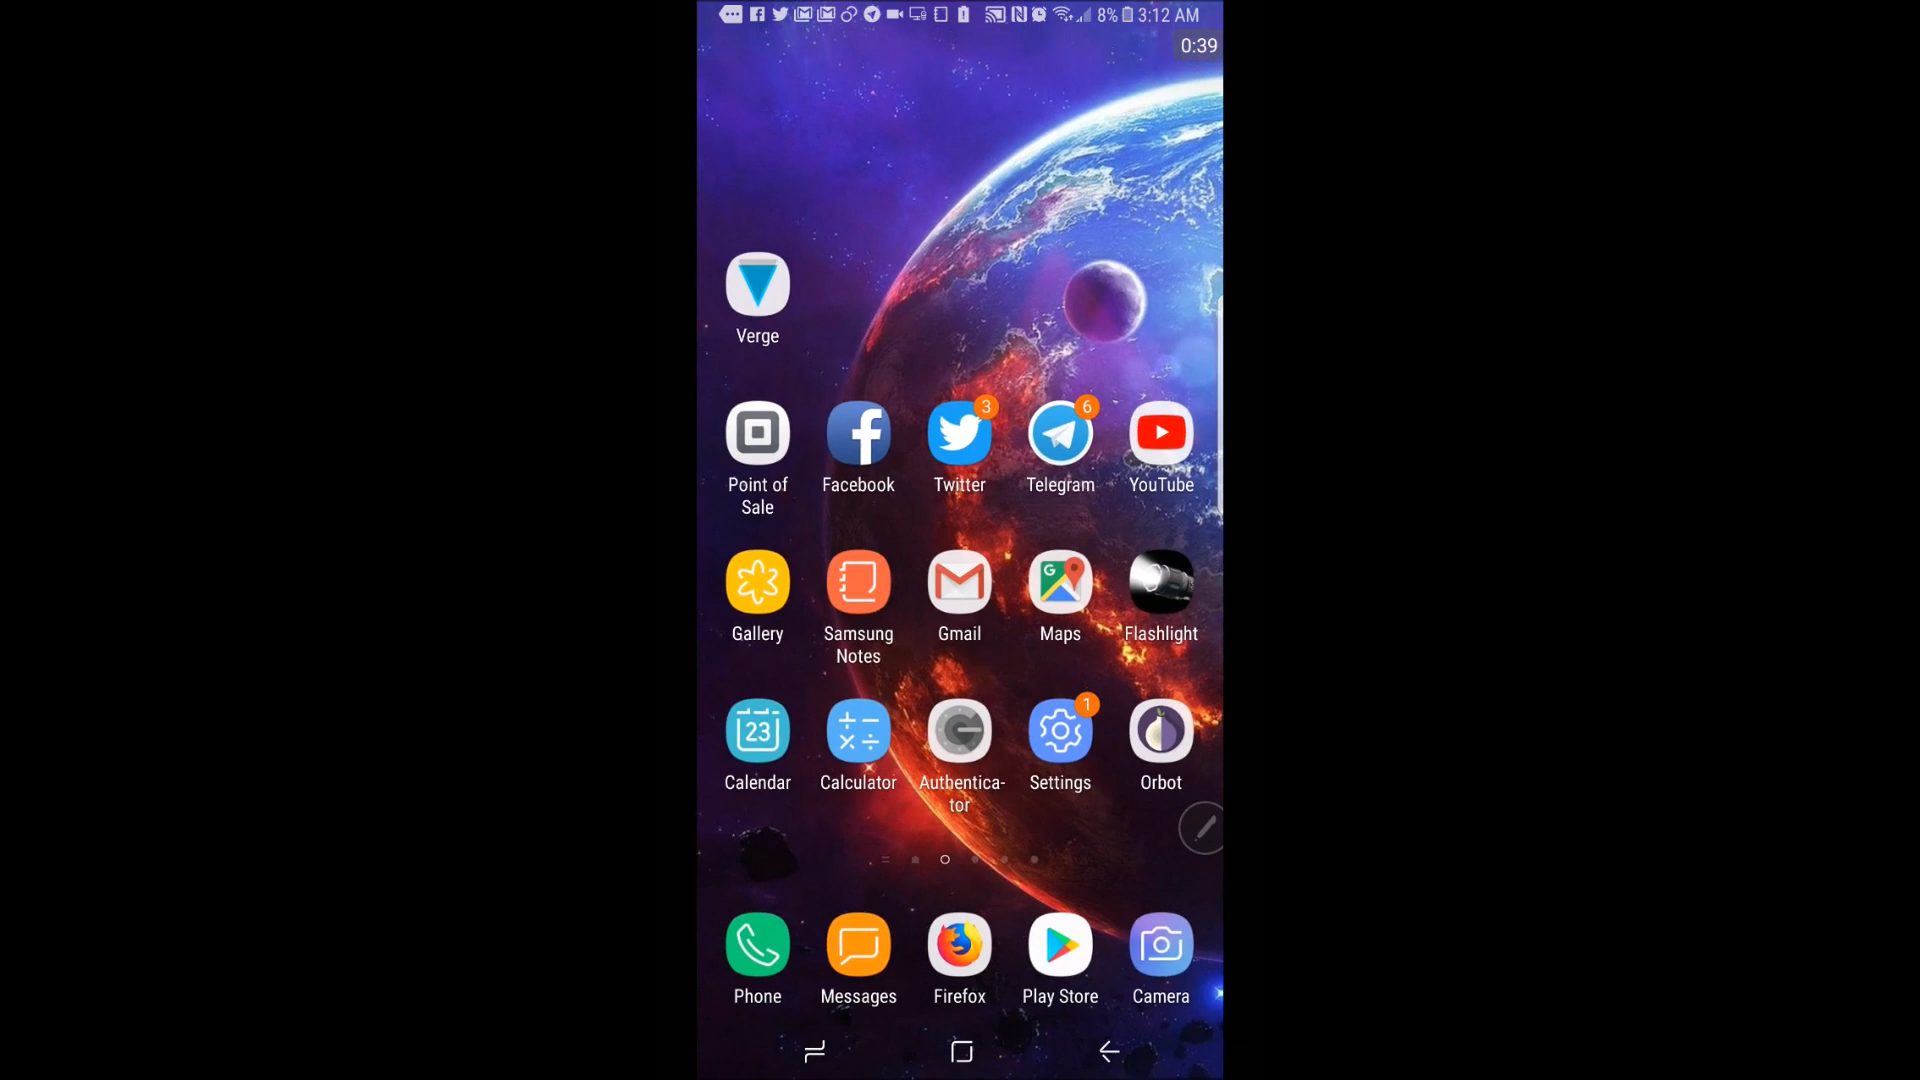 8% 3:12 AM
0:39
Verge
3
6
Point of
Sale
Facebook
Twitter
Telegram
YouTube
G
Gallery
Samsung
Notes
Gmail
Maps
Flashlight
23
1
Calendar
Calculator
Authentica-
tor
Settings
Orbot
Phone
Messages
Firefox
Play Store
Camera